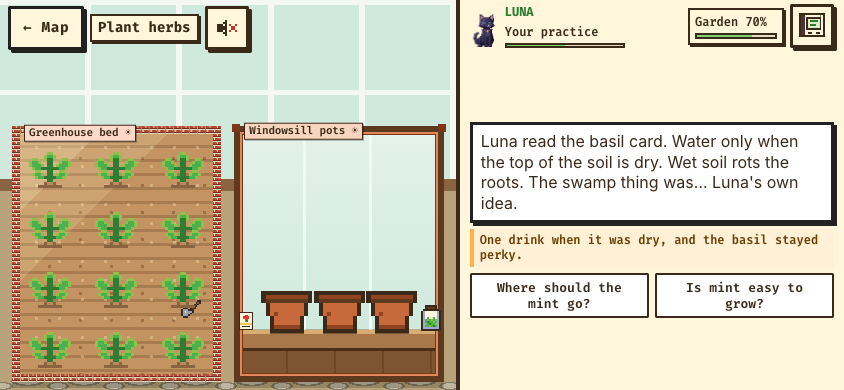 ← Map
Plant herbs
LUNA
Your practice
Garden 70%
Greenhouse bed ☀
Windowsill pots ☀
Luna read the basil card. Water only when
the top of the soil is dry. Wet soil rots the
roots. The swamp thing was... Luna's own
idea.
One drink when it was dry, and the basil stayed
perky.
Where should the
mint go?
Is mint easy to
grow?